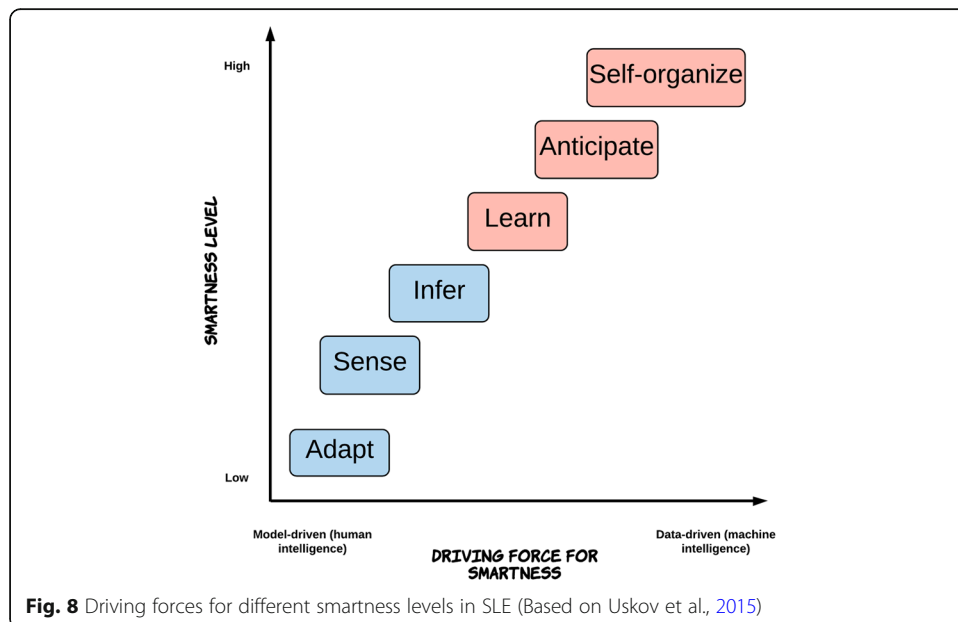 High
Self-organize
Anticipate
Learn
SMARTNESS LEVEL
Infer
Sense
Adapt
Low
Model-driven (human
intelligence)
Data-driven (machine
intelligence)
DRIVING FORCE FOR
SMARTNESS
Fig. 8 Driving forces for different smartness levels in SLE (Based on Uskov et al., 2015)